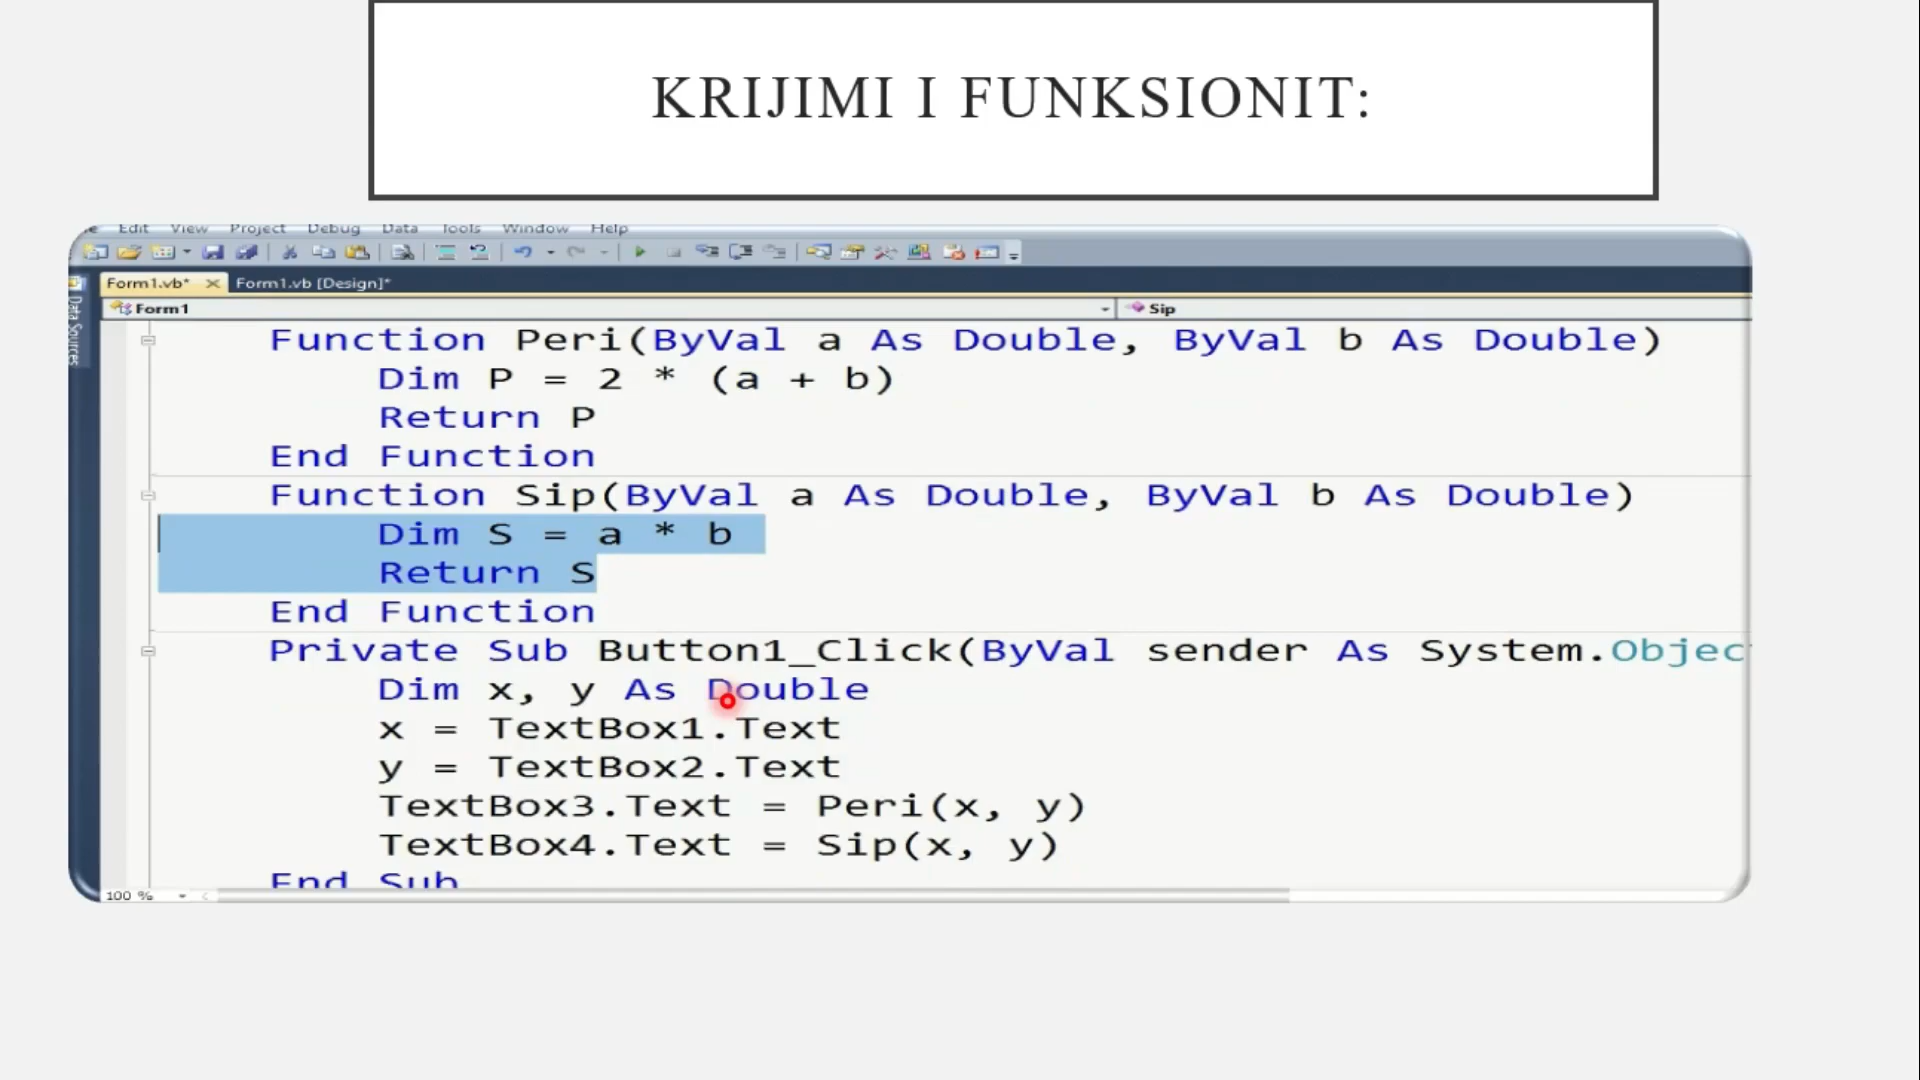 KRIJIMI I FUNKSIONIT:
Edit View Project Debug Data Tools Window Help
Form1.vb* Form1.vb [Design]*
Data Sources
Form1 Sip
Function Peri(ByVal a As Double, ByVal b As Double)
Dim P = 2 * (a + b)
Return P
End Function
Function Sip(ByVal a As Double, ByVal b As Double)
Dim S = a * b
Return S
End Function
Private Sub Button1_Click(ByVal sender As System.Objec
Dim x, y As Double
x = TextBox1.Text
y = TextBox2.Text
TextBox3.Text = Peri(x, y)
TextBox4.Text = Sip(x, y)
End Sub
100 %